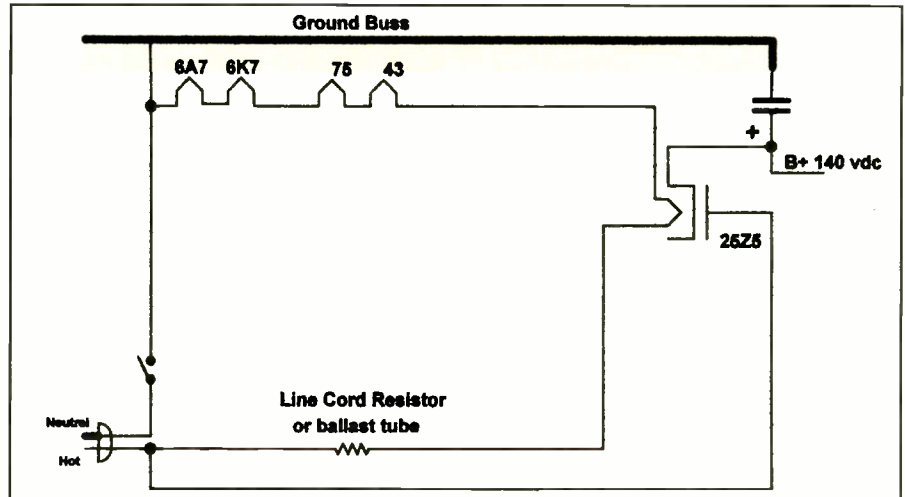 Ground Buss
6A7 6K7 75 43
+
B+ 140 vdc
25Z5
Line Cord Resistor
or ballast tube
Neutral
Hot